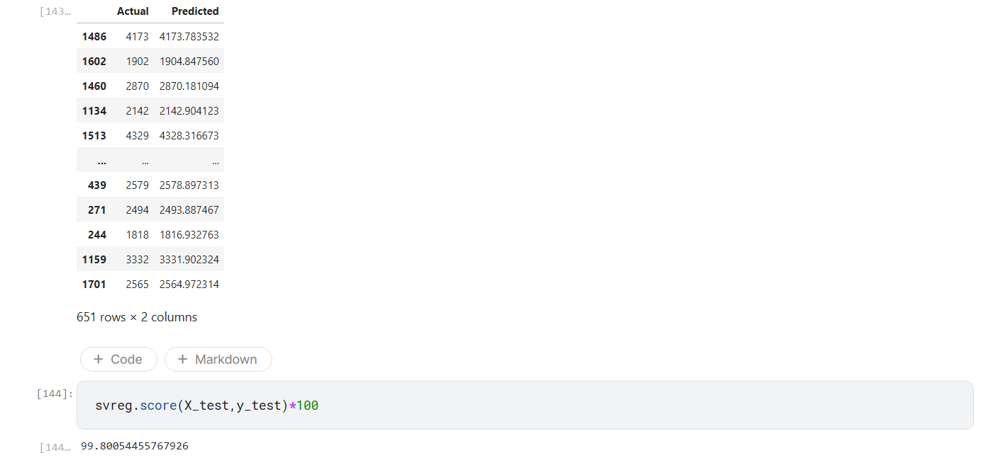 [143…
Actual Predicted
1486 4173 4173.783532
1602 1902 1904.847560
1460 2870 2870.181094
1134 2142 2142.904123
1513 4329 4328.316673
... ... ...
439 2579 2578.897313
271 2494 2493.887467
244 1818 1816.932763
1159 3332 3331.902324
1701 2565 2564.972314
651 rows × 2 columns
+ Code + Markdown
[144]:
svreg.score(X_test,y_test)*100
[144…
99.80054455767926